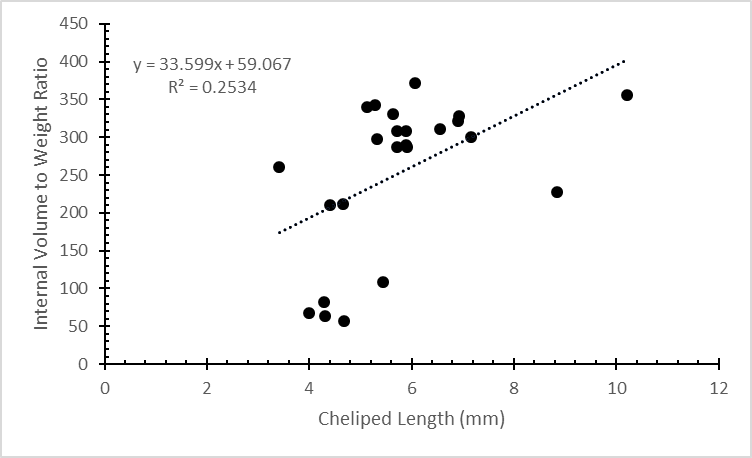 y = 33.599x + 59.067
R² = 0.2534
Internal Volume to Weight Ratio
450
400
350
300
250
200
150
100
50
0
0 2 4 6 8 10 12
Cheliped Length (mm)